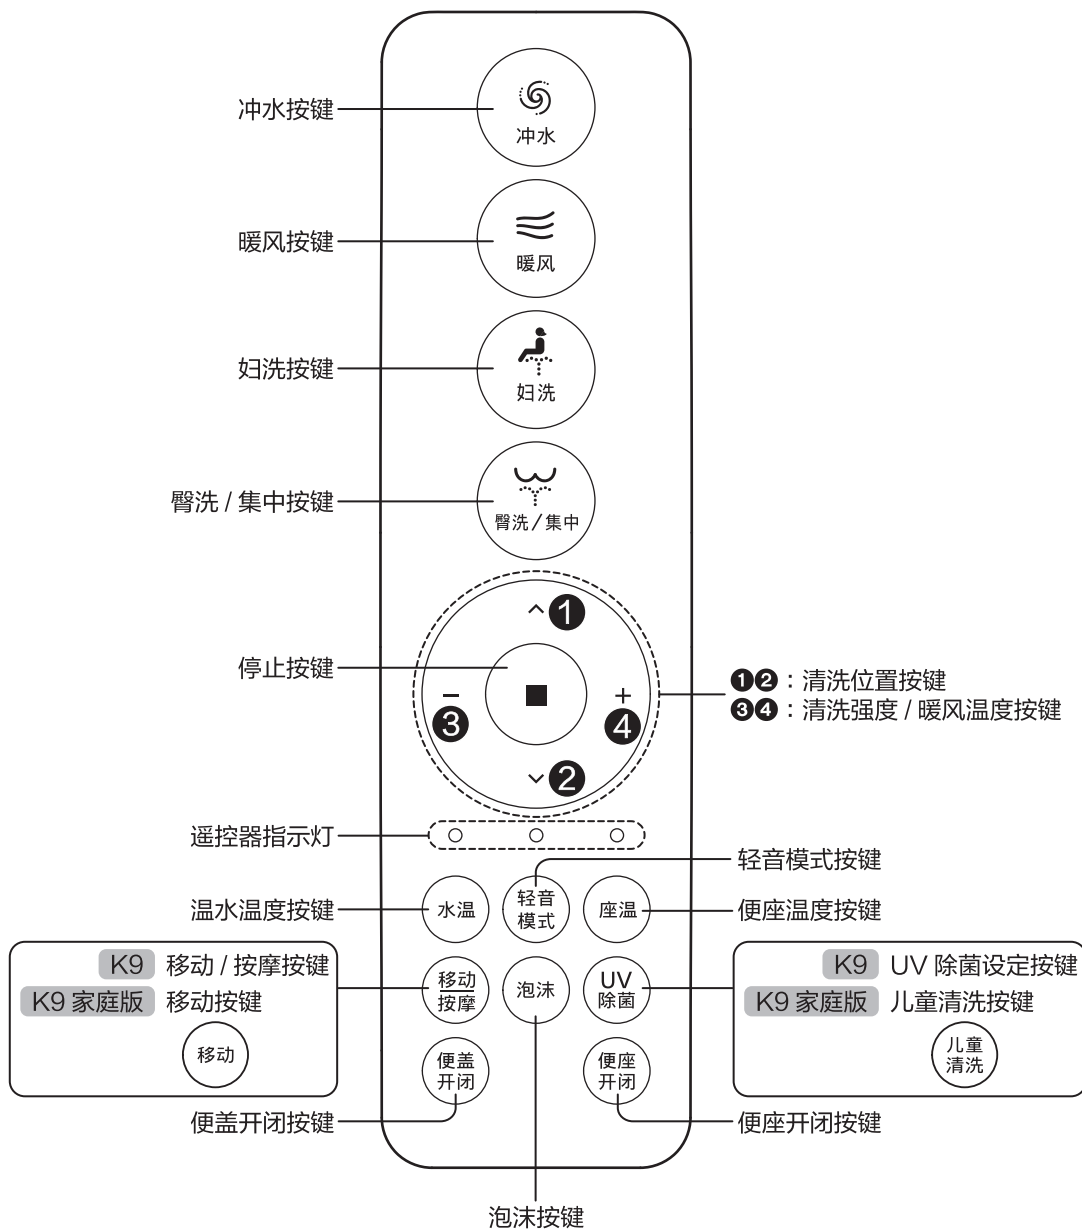 冲水按键
冲水
暖风按键
暖风
妇洗按键
妇洗
臀洗 / 集中按键
臀洗/集中
❶
停止按键
−
+
❸
❹
❶❷：清洗位置按键
❸❹：清洗强度 / 暖风温度按键
❷
遥控器指示灯
轻音模式按键
温水温度按键
水温
轻音
模式
座温
便座温度按键
K9 移动 / 按摩按键
K9 家庭版 移动按键
移动
移动
按摩
泡沫
UV
除菌
K9 UV 除菌设定按键
K9 家庭版 儿童清洗按键
儿童
清洗
便盖
开闭
便座
开闭
便盖开闭按键
便座开闭按键
泡沫按键